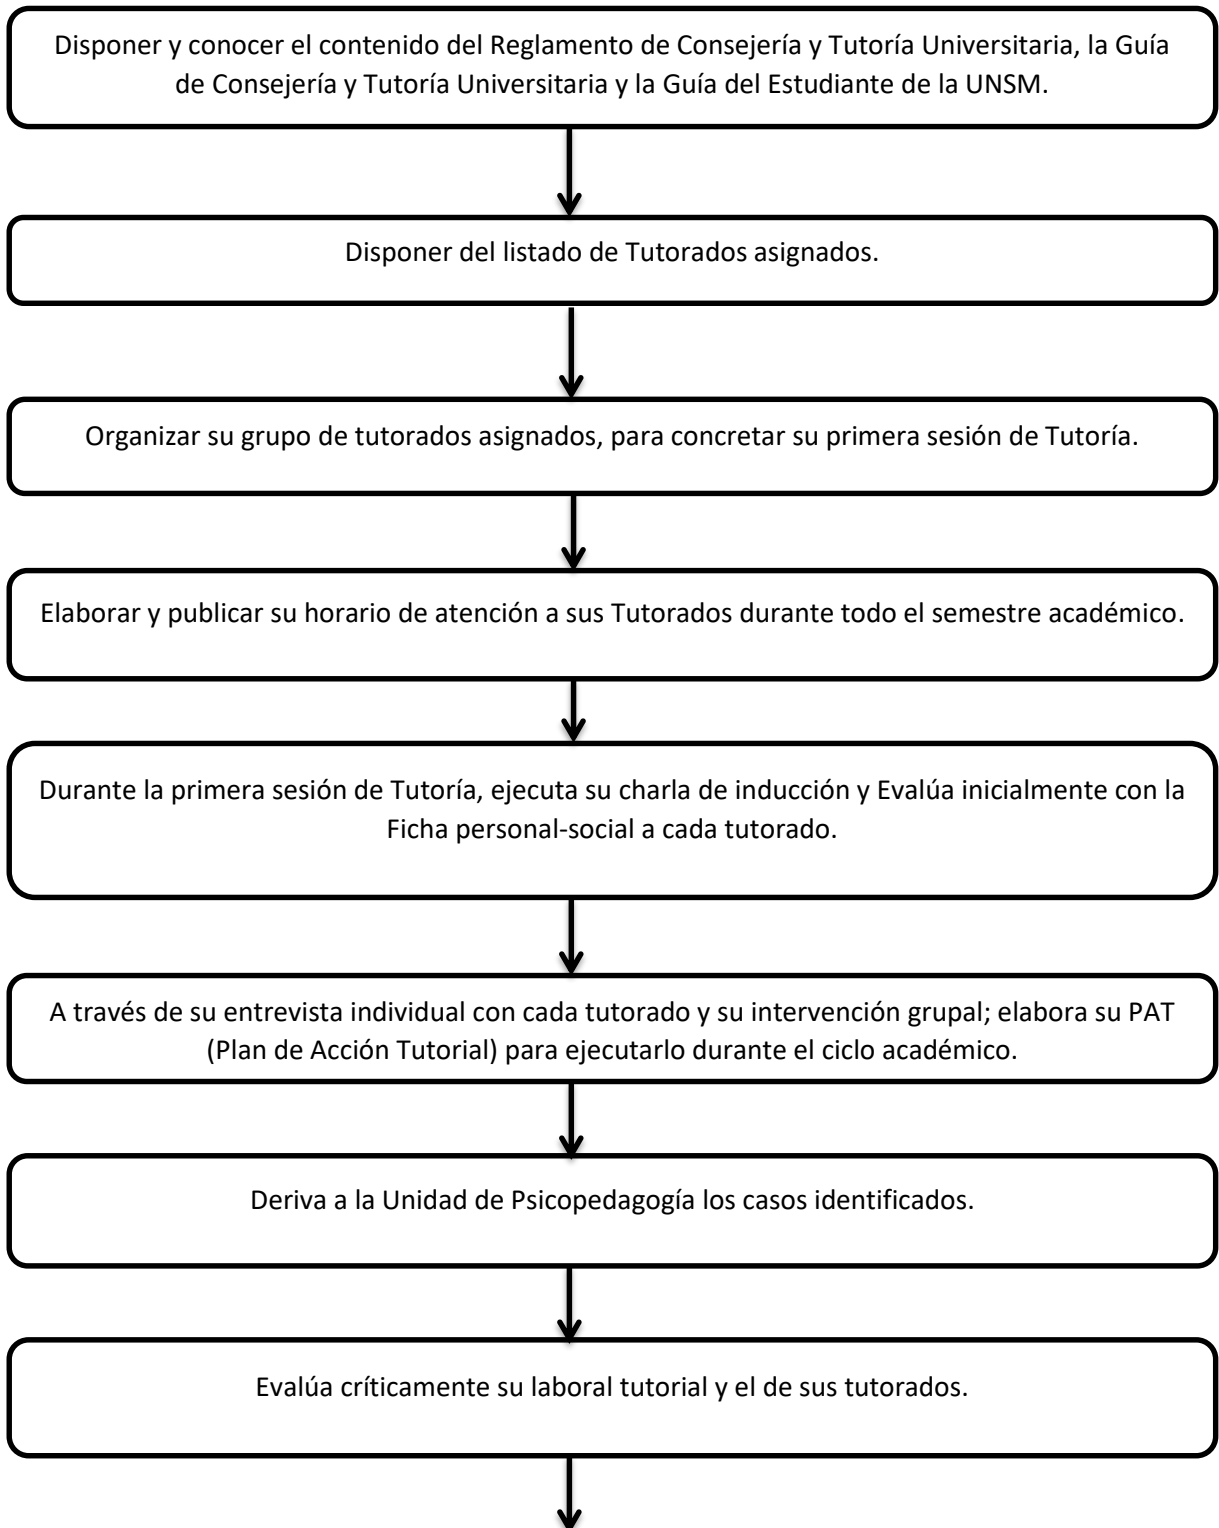 Disponer y conocer el contenido del Reglamento de Consejería y Tutoría Universitaria, la Guía
de Consejería y Tutoría Universitaria y la Guía del Estudiante de la UNSM.
Disponer del listado de Tutorados asignados.
Organizar su grupo de tutorados asignados, para concretar su primera sesión de Tutoría.
Elaborar y publicar su horario de atención a sus Tutorados durante todo el semestre académico.
Durante la primera sesión de Tutoría, ejecuta su charla de inducción y Evalúa inicialmente con la
Ficha personal-social a cada tutorado.
A través de su entrevista individual con cada tutorado y su intervención grupal; elabora su PAT
(Plan de Acción Tutorial) para ejecutarlo durante el ciclo académico.
Deriva a la Unidad de Psicopedagogía los casos identificados.
Evalúa críticamente su laboral tutorial y el de sus tutorados.